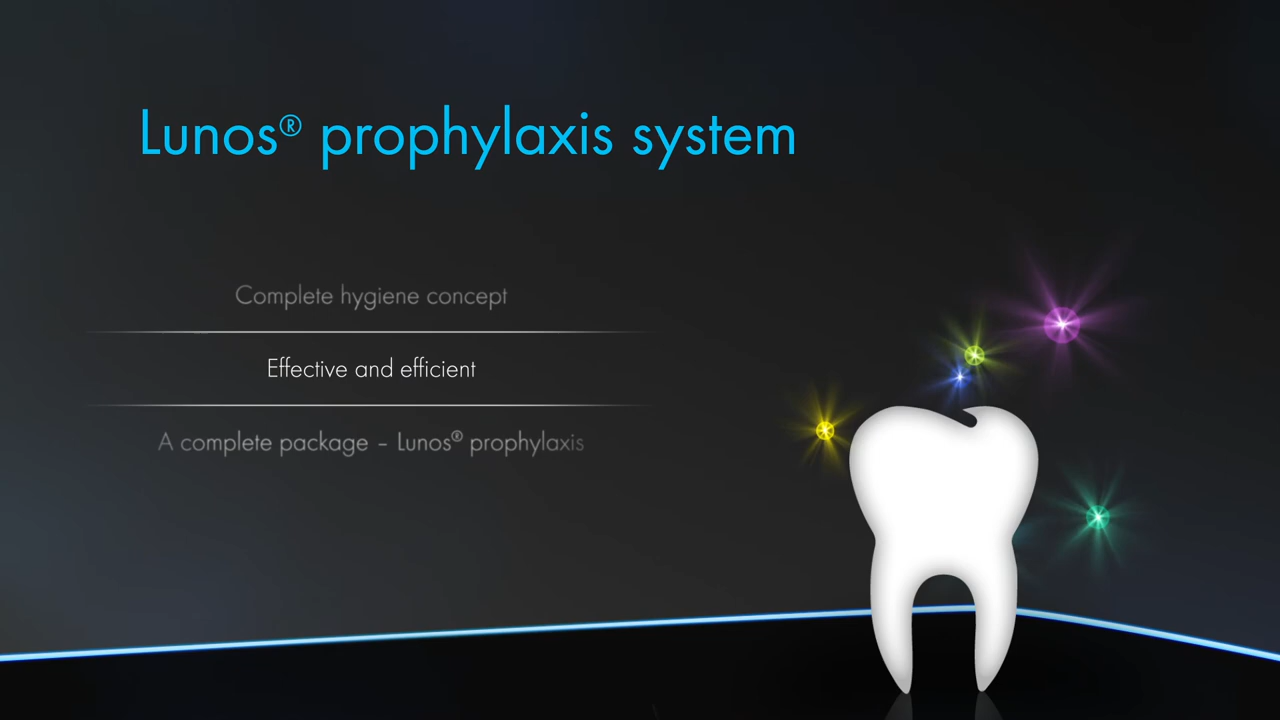 Lunos® prophylaxis system
Complete hygiene concept
Effective and efficient
A complete package – Lunos® prophylaxis